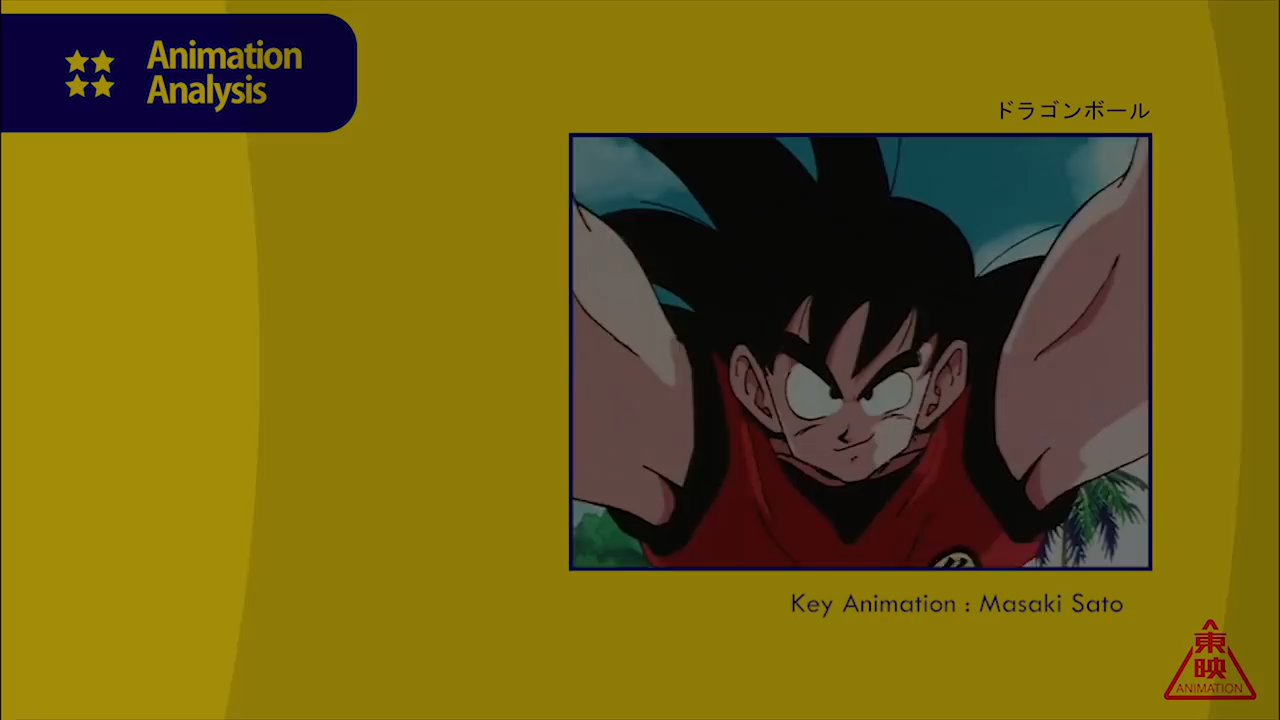 Animation
Analysis
ドラゴンボール
Key Animation : Masaki Sato
東
映
ANIMATION